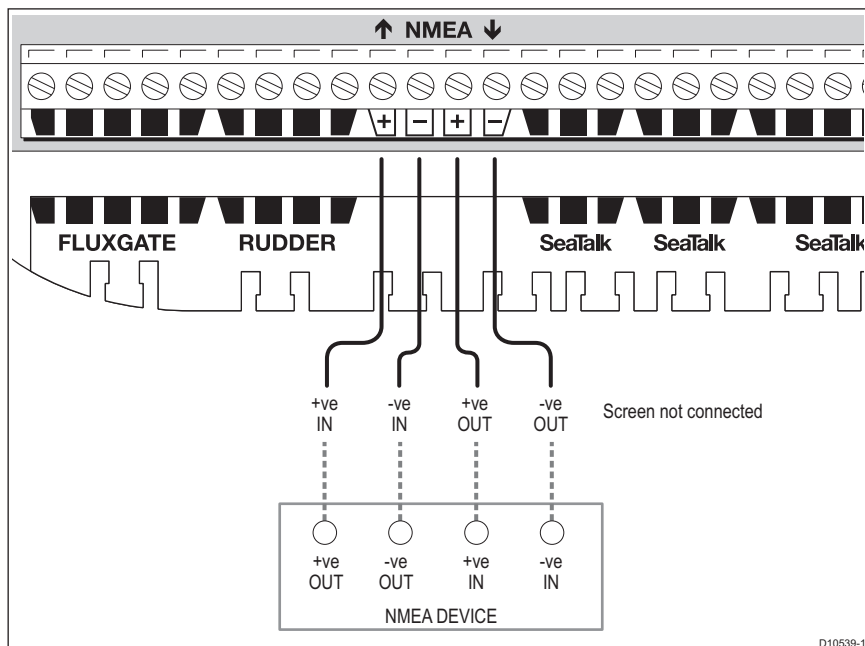 ↑ NMEA ↓
+ − + −
FLUXGATE RUDDER SeaTalk SeaTalk SeaTalk
+ve IN -ve IN +ve OUT -ve OUT Screen not connected
+ve OUT -ve OUT +ve IN -ve IN
NMEA DEVICE
D10539-1